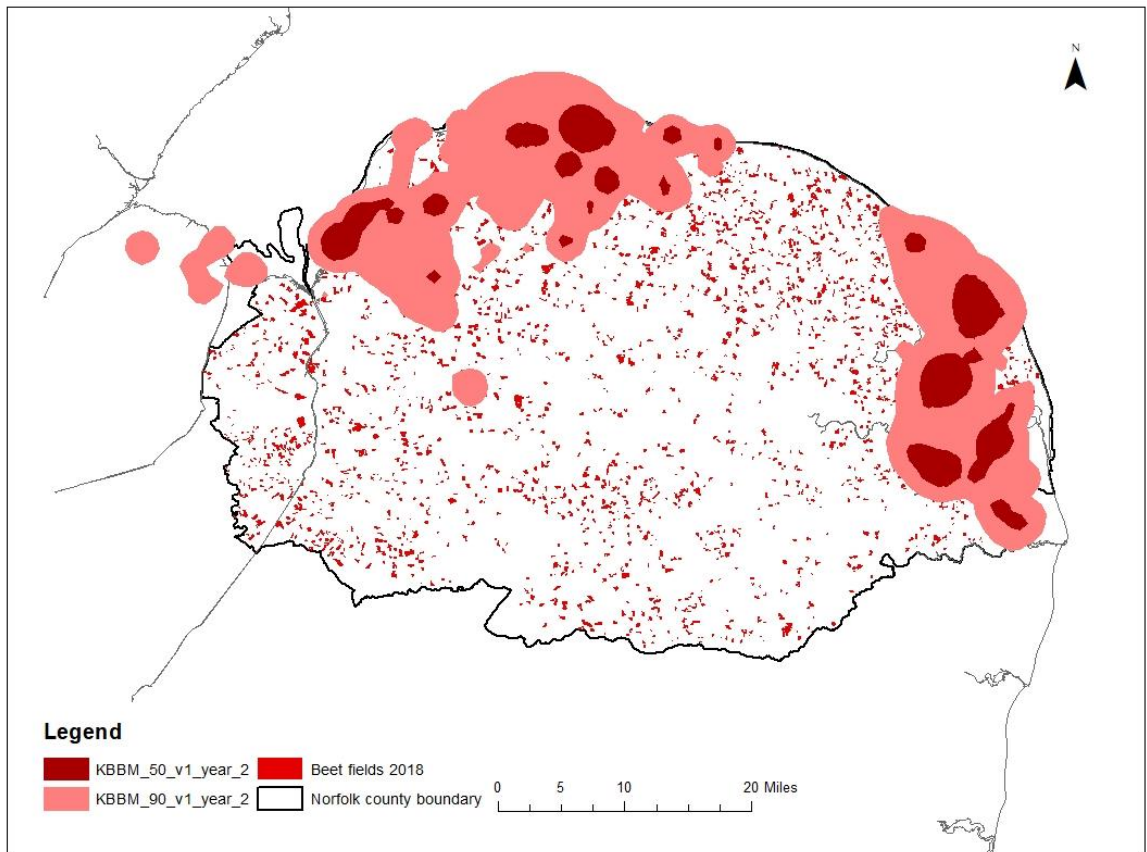 N
Legend
KBBM_50_v1_year_2 Beet fields 2018
KBBM_90_v1_year_2 Norfolk county boundary
0 5 10 20 Miles